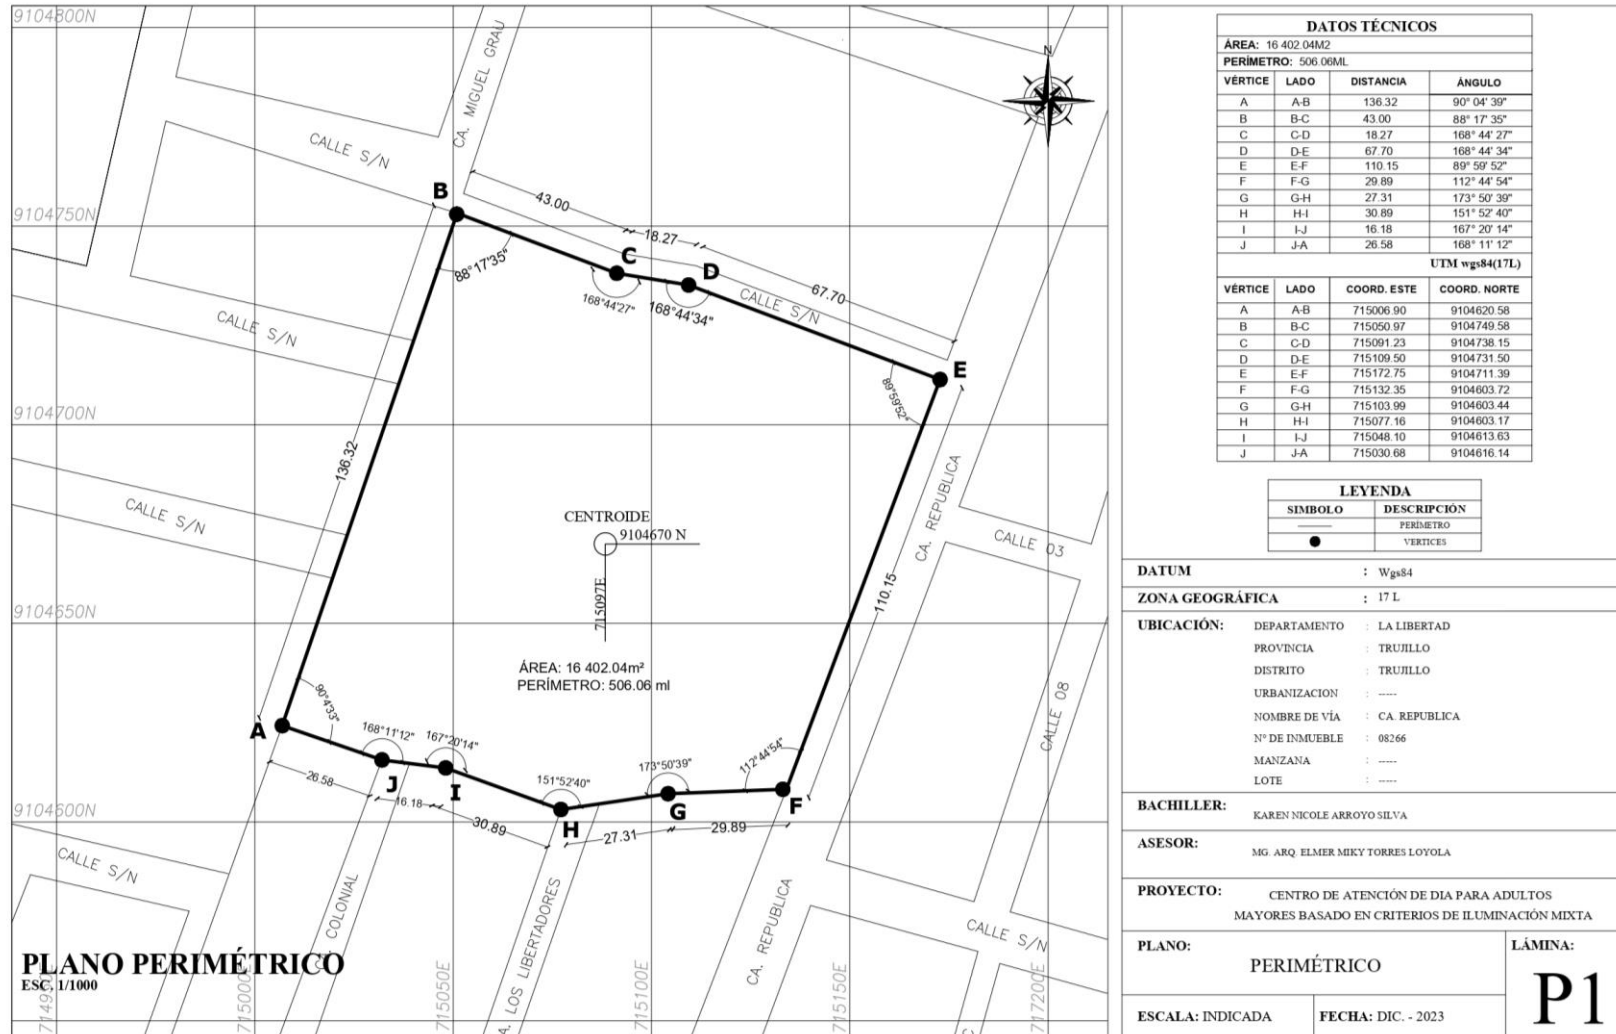 9104800N
9104750N
9104700N
9104650N
9104600N
715050E
715100E
715150E
717200E
CA. MIGUEL GRAU
CALLE S/N
CALLE S/N
CALLE S/N
CALLE S/N
CALLE S/N
CALLE S/N
CA. REPUBLICA
CA. REPUBLICA
CALLE 03
CALLE 08
COLONIAL
LOS LIBERTADORES
N
B
43.00
18.27
67.70
C
D
E
88°17'35"
168°44'27"
168°44'34"
89°59'52"
136.32
110.15
CENTROIDE
9104670 N
715097E
ÁREA: 16 402.04m²
PERÍMETRO: 506.06 ml
A
90°4'33"
168°11'12"
167°20'14"
151°52'40"
173°50'39"
112°44'54"
J
I
H
G
F
26.58
16.18
30.89
27.31
29.89
PLANO PERIMÉTRICO
ESC. 1/1000
DATOS TÉCNICOS
ÁREA: 16 402.04M2
PERÍMETRO: 506.06ML
VÉRTICE LADO DISTANCIA ÁNGULO
A A-B 136.32 90° 04' 39"
B B-C 43.00 88° 17' 35"
C C-D 18.27 168° 44' 27"
D D-E 67.70 168° 44' 34"
E E-F 110.15 89° 59' 52"
F F-G 29.89 112° 44' 54"
G G-H 27.31 173° 50' 39"
H H-I 30.89 151° 52' 40"
I I-J 16.18 167° 20' 14"
J J-A 26.58 168° 11' 12"
UTM wgs84(17L)
VÉRTICE LADO COORD. ESTE COORD. NORTE
A A-B 715006.90 9104620.58
B B-C 715050.97 9104749.58
C C-D 715091.23 9104738.15
D D-E 715109.50 9104731.50
E E-F 715172.75 9104711.39
F F-G 715132.35 9104603.72
G G-H 715103.99 9104603.44
H H-I 715077.16 9104603.17
I I-J 715048.10 9104613.63
J J-A 715030.68 9104616.14
LEYENDA
SIMBOLO DESCRIPCIÓN
PERÍMETRO
VERTICES
DATUM : Wgs84
ZONA GEOGRÁFICA : 17 L
UBICACIÓN: DEPARTAMENTO : LA LIBERTAD
PROVINCIA : TRUJILLO
DISTRITO : TRUJILLO
URBANIZACION : -----
NOMBRE DE VÍA : CA. REPUBLICA
N° DE INMUEBLE : 08266
MANZANA : -----
LOTE : -----
BACHILLER: KAREN NICOLE ARROYO SILVA
ASESOR: MG. ARQ. ELMER MIKY TORRES LOYOLA
PROYECTO: CENTRO DE ATENCIÓN DE DIA PARA ADULTOS
MAYORES BASADO EN CRITERIOS DE ILUMINACIÓN MIXTA
PLANO:
PERIMÉTRICO
LÁMINA:
P1
ESCALA: INDICADA FECHA: DIC. - 2023